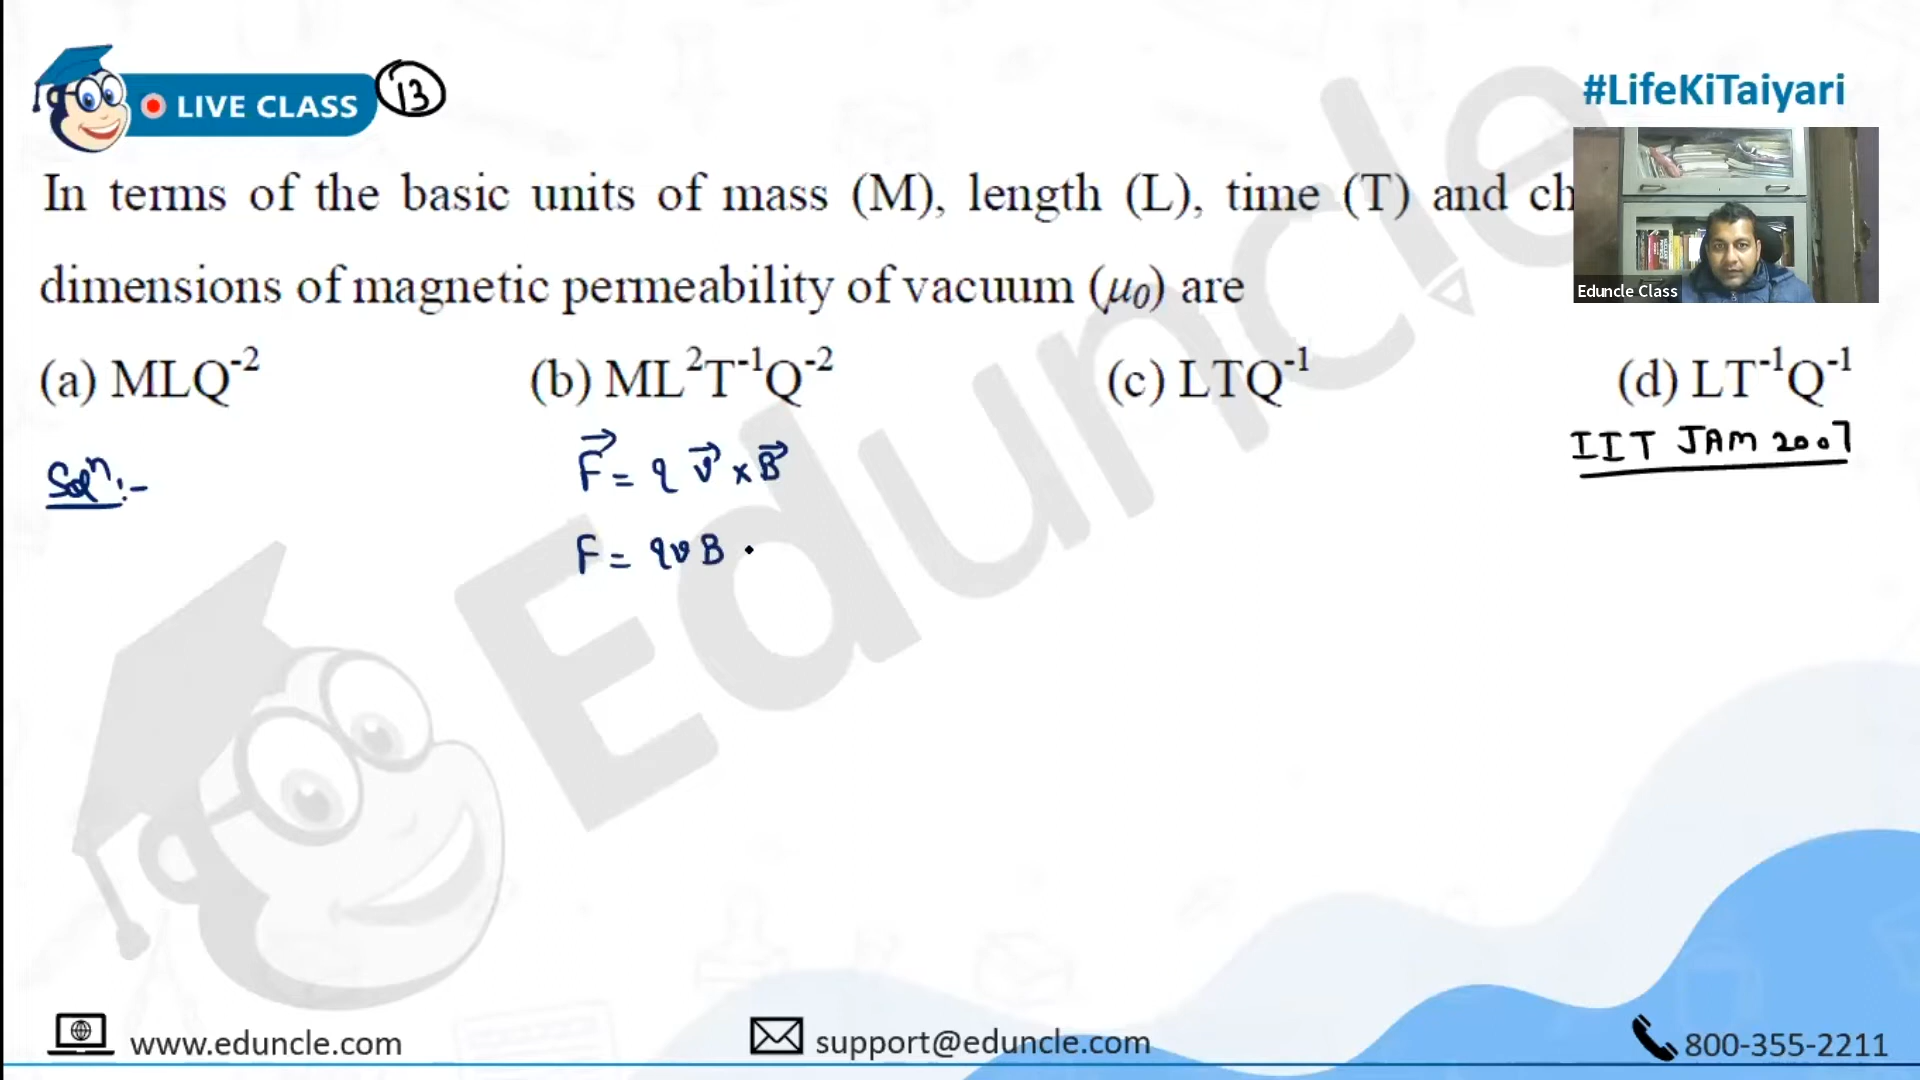 LIVE CLASS
13
#LifeKiTaiyari
In terms of the basic units of mass (M), length (L), time (T) and ch
dimensions of magnetic permeability of vacuum (μ0) are
Eduncle Class
(a) MLQ⁻² (b) ML²T⁻¹Q⁻² (c) LTQ⁻¹ (d) LT⁻¹Q⁻¹
IIT JAM 2007
Solⁿ:-
F⃗ = q v⃗ × B⃗
F = qvB
Eduncle
www.eduncle.com
support@eduncle.com
800-355-2211